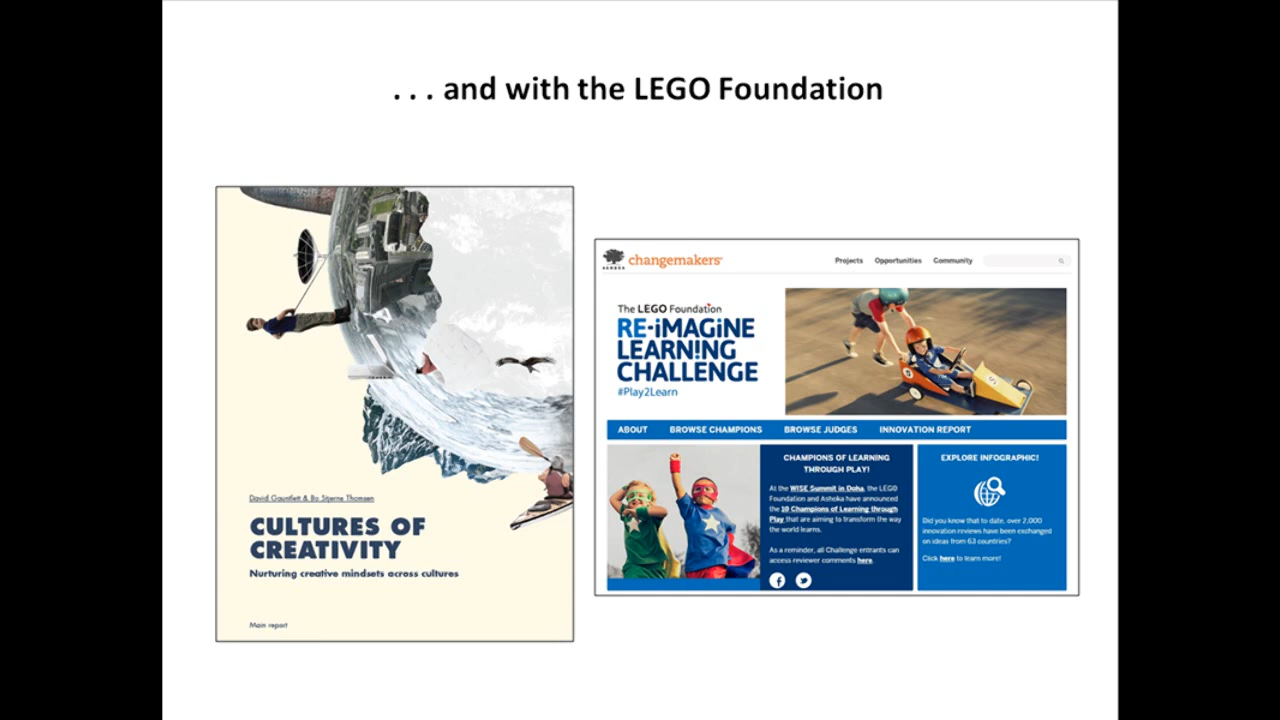 . . . and with the LEGO Foundation
David Gauntlett & Bo Stjerne Thomsen
CULTURES OF
CREATIVITY
Nurturing creative mindsets across cultures
Main report
ASHOKA
changemakers
Projects Opportunities Community
The LEGO Foundation
RE-iMAGiNE
LEARN!NG
CHALLENGE
#Play2Learn
ABOUT BROWSE CHAMPIONS BROWSE JUDGES INNOVATION REPORT
CHAMPIONS OF LEARNING
THROUGH PLAY!
At the WISE Summit in Doha, the LEGO
Foundation and Ashoka have announced
the 10 Champions of Learning through
Play that are aiming to transform the way
the world learns.
As a reminder, all Challenge entrants can
access reviewer comments here.
EXPLORE INFOGRAPHIC!
Did you know that to date, over 2,000
innovation reviews have been exchanged
on ideas from 63 countries?
Click here to learn more!